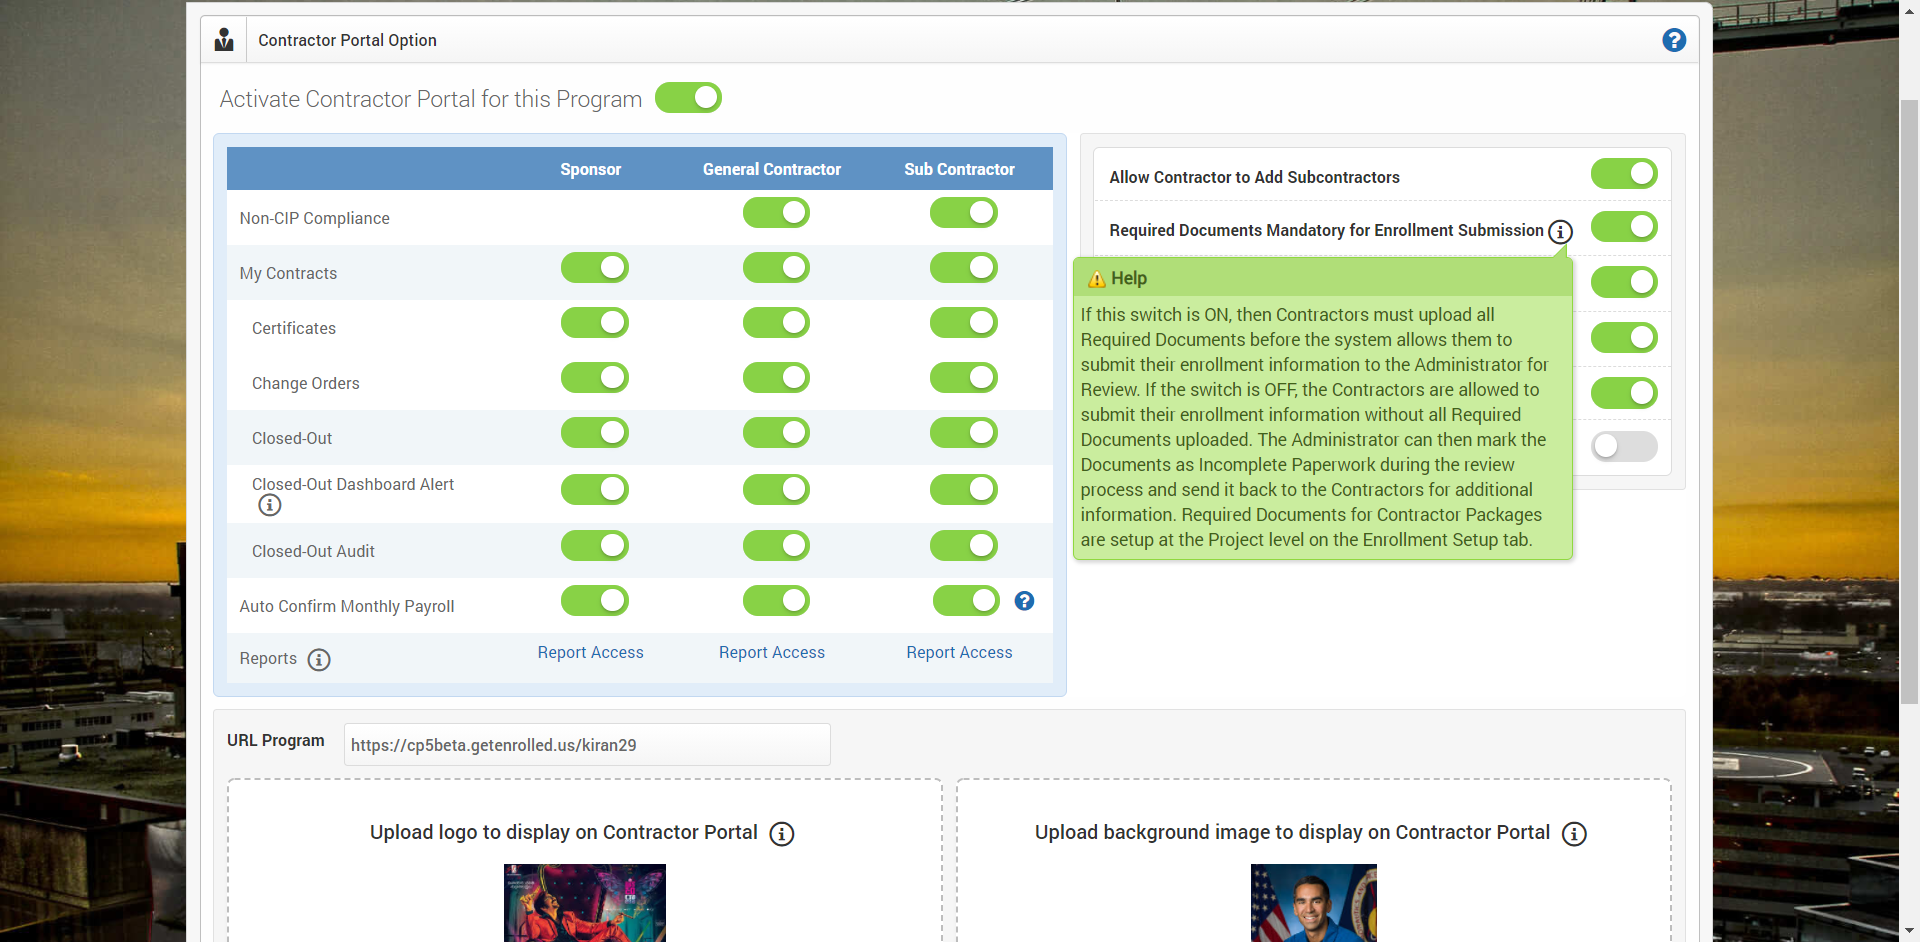 Contractor Portal Option
Activate Contractor Portal for this Program
Sponsor General Contractor Sub Contractor
Non-CIP Compliance
My Contracts
Certificates
Change Orders
Closed-Out
Closed-Out Dashboard Alert
Closed-Out Audit
Auto Confirm Monthly Payroll
Reports Report Access Report Access Report Access
Allow Contractor to Add Subcontractors
Required Documents Mandatory for Enrollment Submission
Help
If this switch is ON, then Contractors must upload all
Required Documents before the system allows them to
submit their enrollment information to the Administrator for
Review. If the switch is OFF, the Contractors are allowed to
submit their enrollment information without all Required
Documents uploaded. The Administrator can then mark the
Documents as Incomplete Paperwork during the review
process and send it back to the Contractors for additional
information. Required Documents for Contractor Packages
are setup at the Project level on the Enrollment Setup tab.
URL Program https://cp5beta.getenrolled.us/kiran29
Upload logo to display on Contractor Portal
Upload background image to display on Contractor Portal